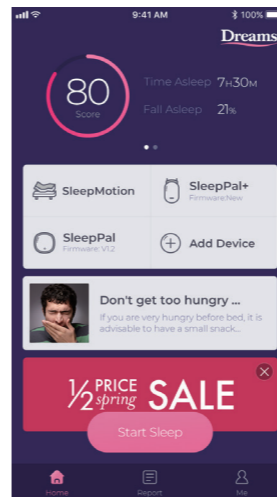 9:41 AM
100%
Dreams
80
Score
Time Asleep 7H30M
Fall Asleep 21%
SleepMotion
SleepPal+
Firmware:New
SleepPal
Firmware: V1.2
Add Device
Don't get too hungry ...
If you are very hungry before bed, it is
advisable to have a small snack...
½ PRICE
spring SALE
Start Sleep
Home
Report
Me